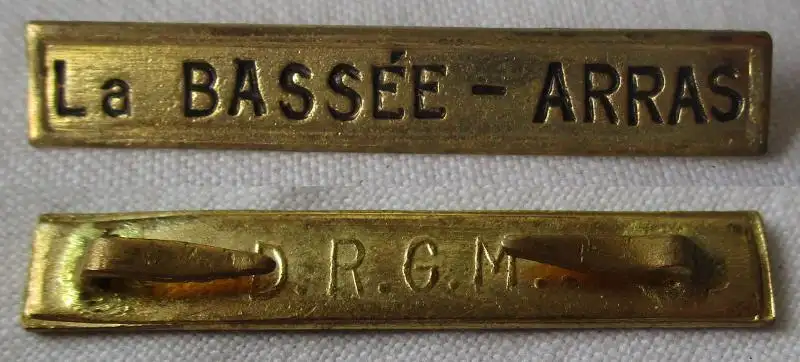 La BASSÉE - ARRAS
D.R.G.M.